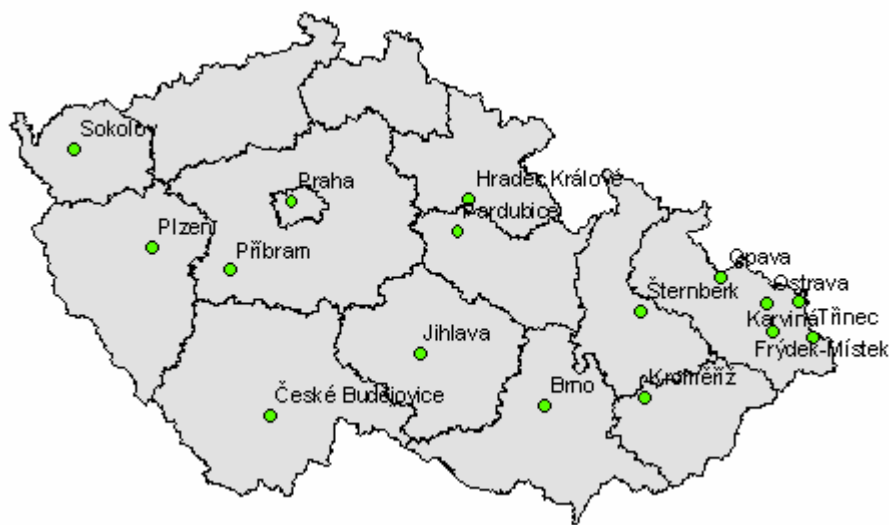 Sokolov
Praha
Hradec Králové
Pardubice
Plzeň
Příbram
Opava
Ostrava
Šternberk
Karviná
Třinec
Jihlava
Frýdek-Místek
České Budějovice
Brno
Kroměříž